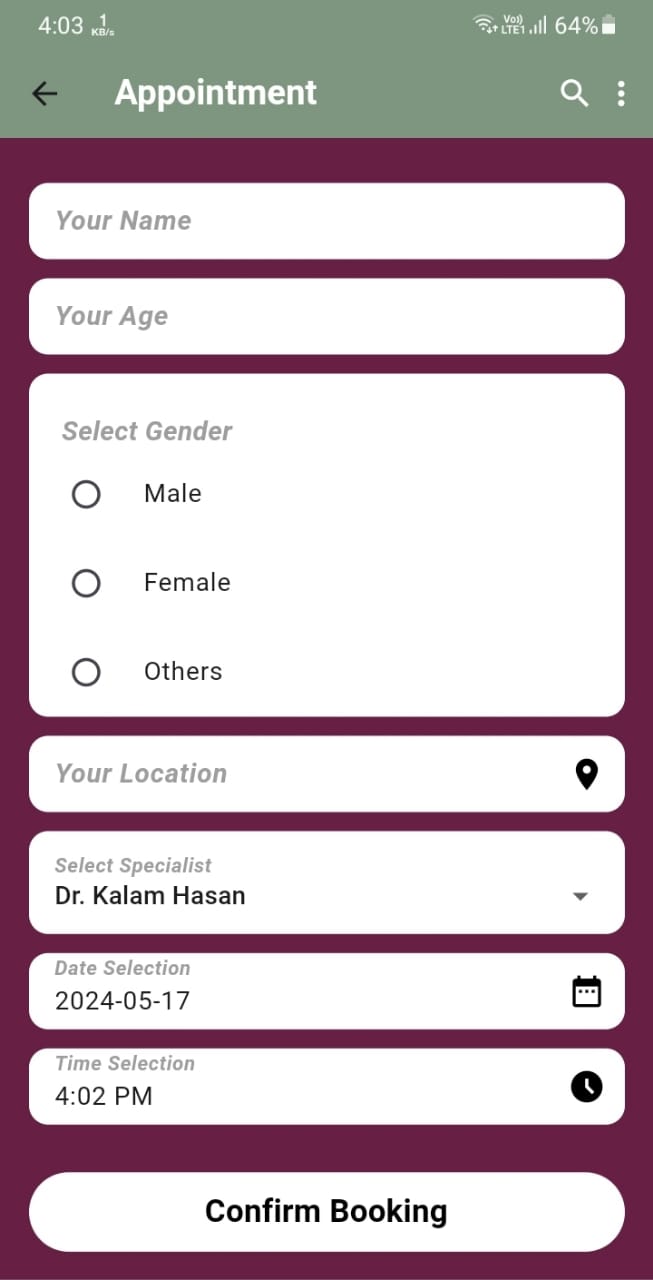 4:03 1 KB/s Vo)) LTE1 64%
Appointment
Your Name
Your Age
Select Gender
Male
Female
Others
Your Location
Select Specialist
Dr. Kalam Hasan
Date Selection
2024-05-17
Time Selection
4:02 PM
Confirm Booking